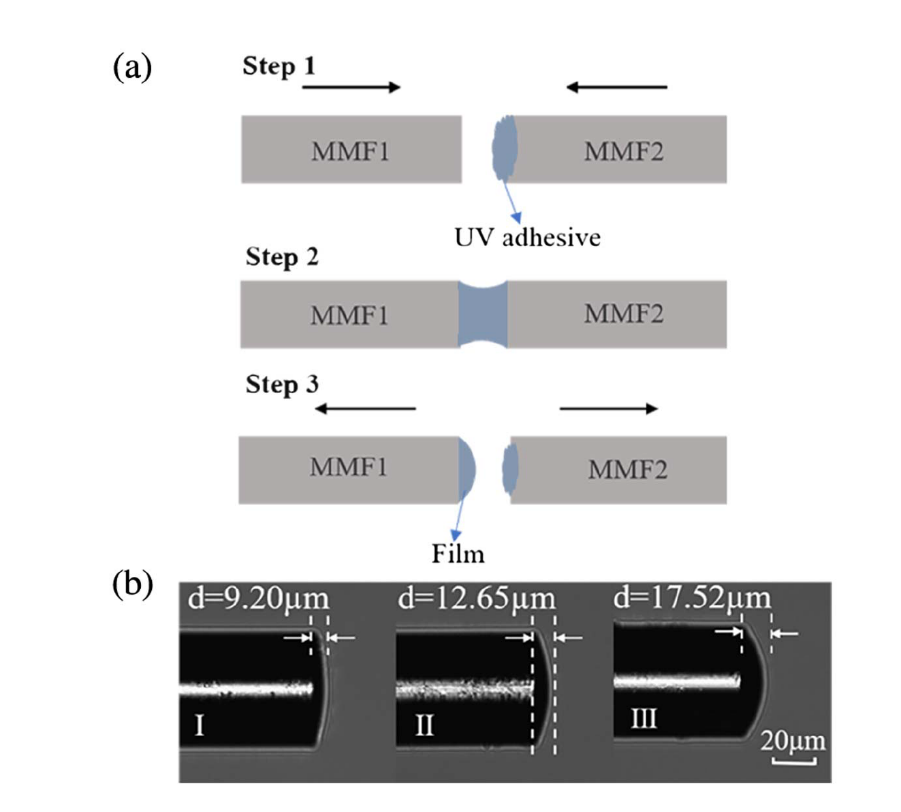 (a)
Step 1
MMF1 MMF2
UV adhesive
Step 2
MMF1 MMF2
Step 3
MMF1 MMF2
Film
(b)
d=9.20μm d=12.65μm d=17.52μm
I II III
20μm